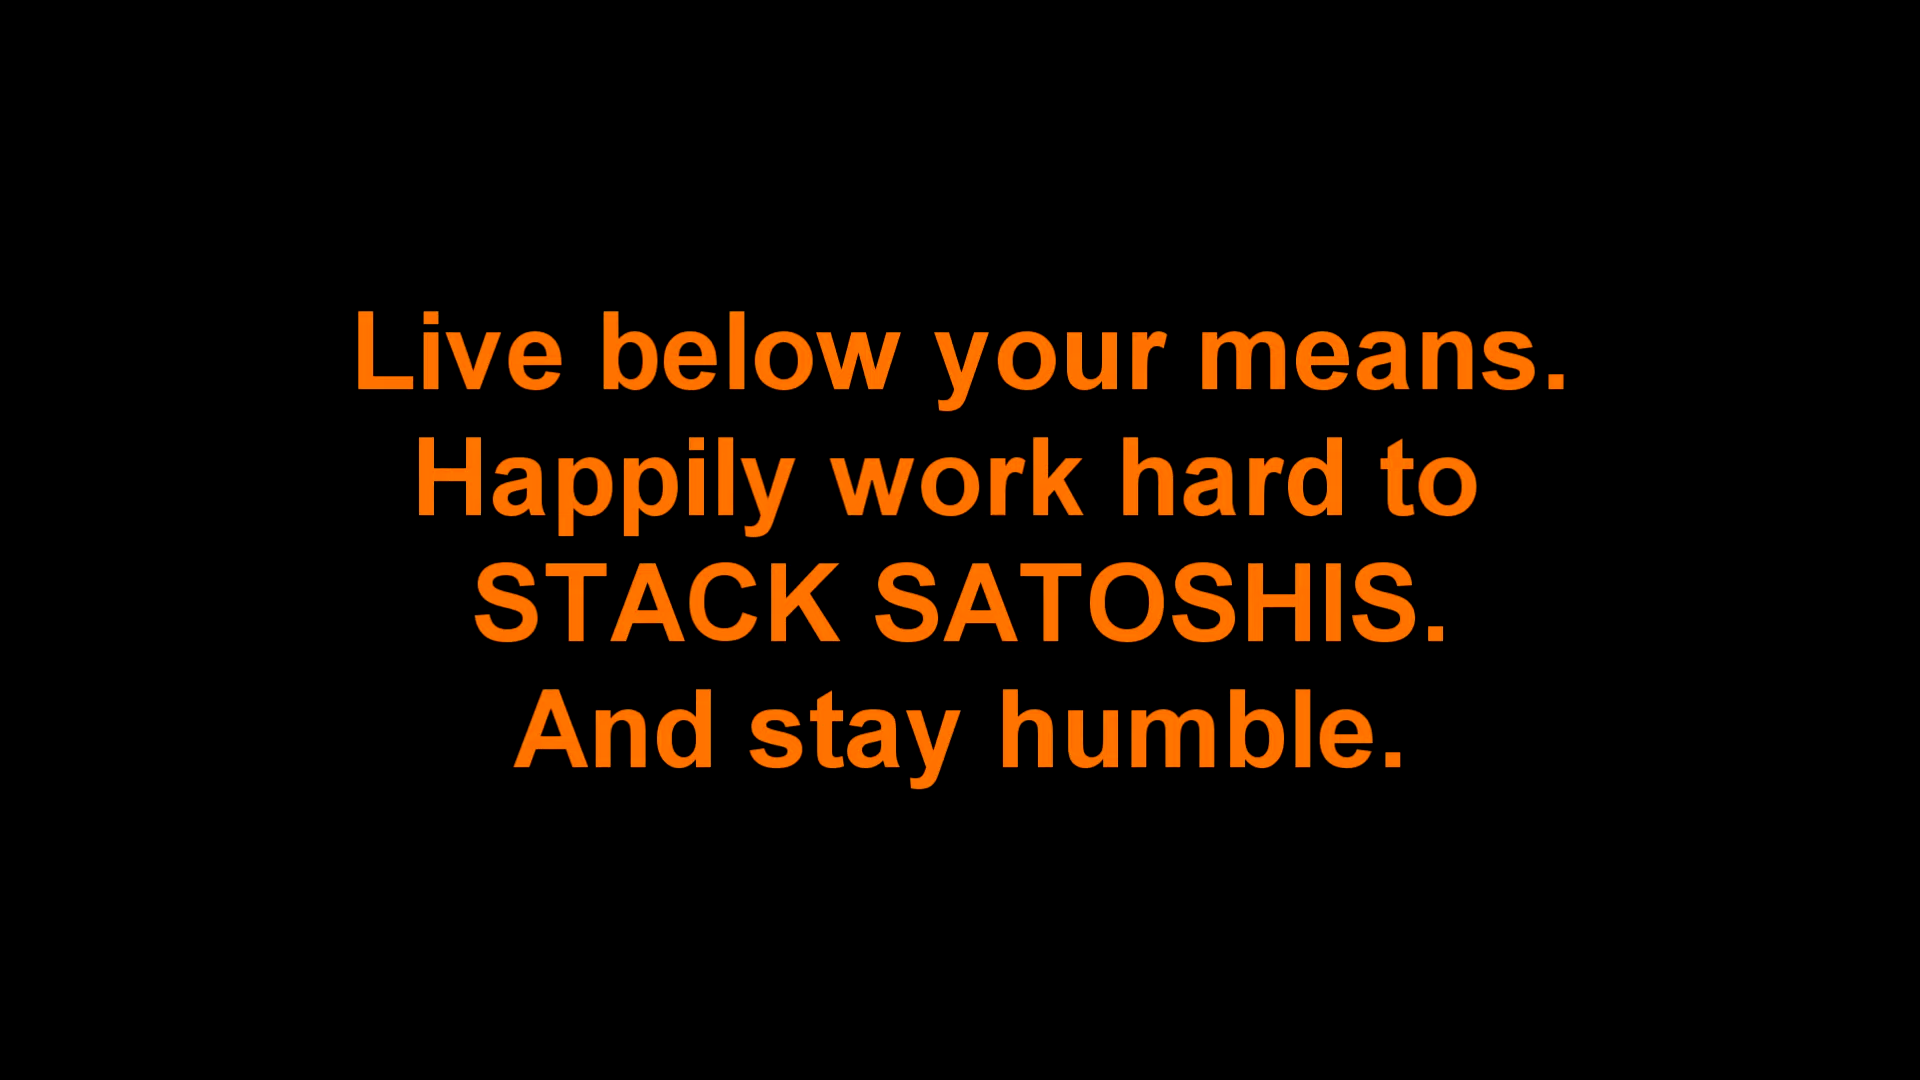 Live below your means.
Happily work hard to
STACK SATOSHIS.
And stay humble.